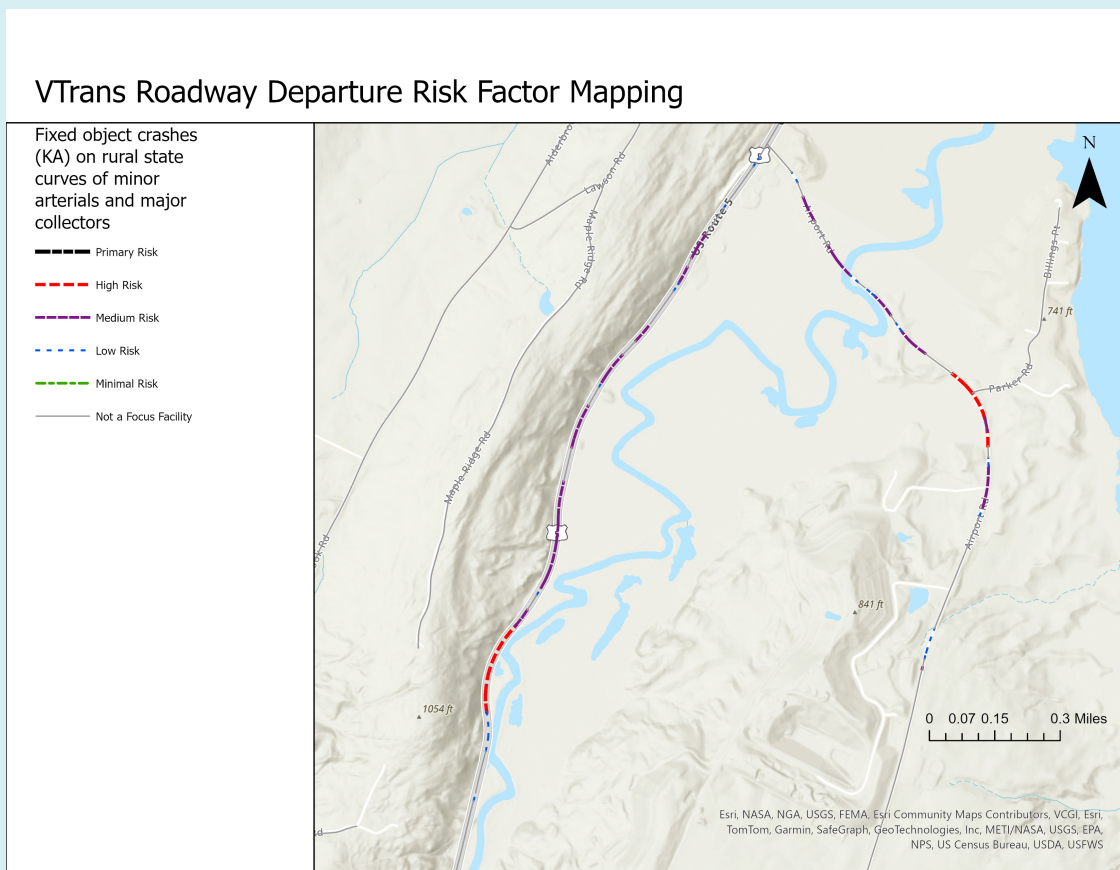 VTrans Roadway Departure Risk Factor Mapping
Fixed object crashes
(KA) on rural state
curves of minor
arterials and major
collectors
Primary Risk
High Risk
Medium Risk
Low Risk
Minimal Risk
Not a Focus Facility
Alderbro
Lawson Rd
Maple Ridge Rd
5
US Route 5
Airport Rd
N
Billings Pt
741 ft
Parker Rd
Maple Ridge Rd
ok Rd
Airport Rd
841 ft
1054 ft
0 0.07 0.15 0.3 Miles
Esri, NASA, NGA, USGS, FEMA, Esri Community Maps Contributors, VCGI, Esri,
TomTom, Garmin, SafeGraph, GeoTechnologies, Inc, METI/NASA, USGS, EPA,
NPS, US Census Bureau, USDA, USFWS